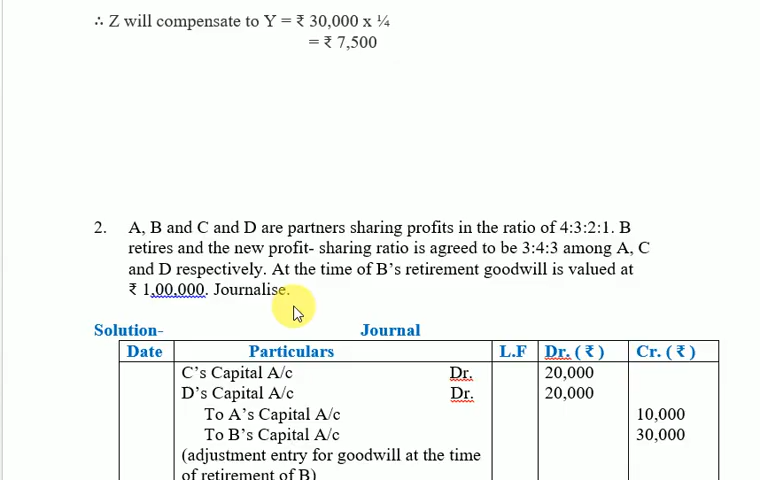 ∴ Z will compensate to Y = ₹ 30,000 x ¼
= ₹ 7,500
2. A, B and C and D are partners sharing profits in the ratio of 4:3:2:1. B
retires and the new profit- sharing ratio is agreed to be 3:4:3 among A, C
and D respectively. At the time of B’s retirement goodwill is valued at
₹ 1,00,000. Journalise.
Solution- Journal
Date Particulars L.F Dr. ( ₹ ) Cr. ( ₹ )
C’s Capital A/c Dr. 20,000
D’s Capital A/c Dr. 20,000
To A’s Capital A/c 10,000
To B’s Capital A/c 30,000
(adjustment entry for goodwill at the time
of retirement of B)